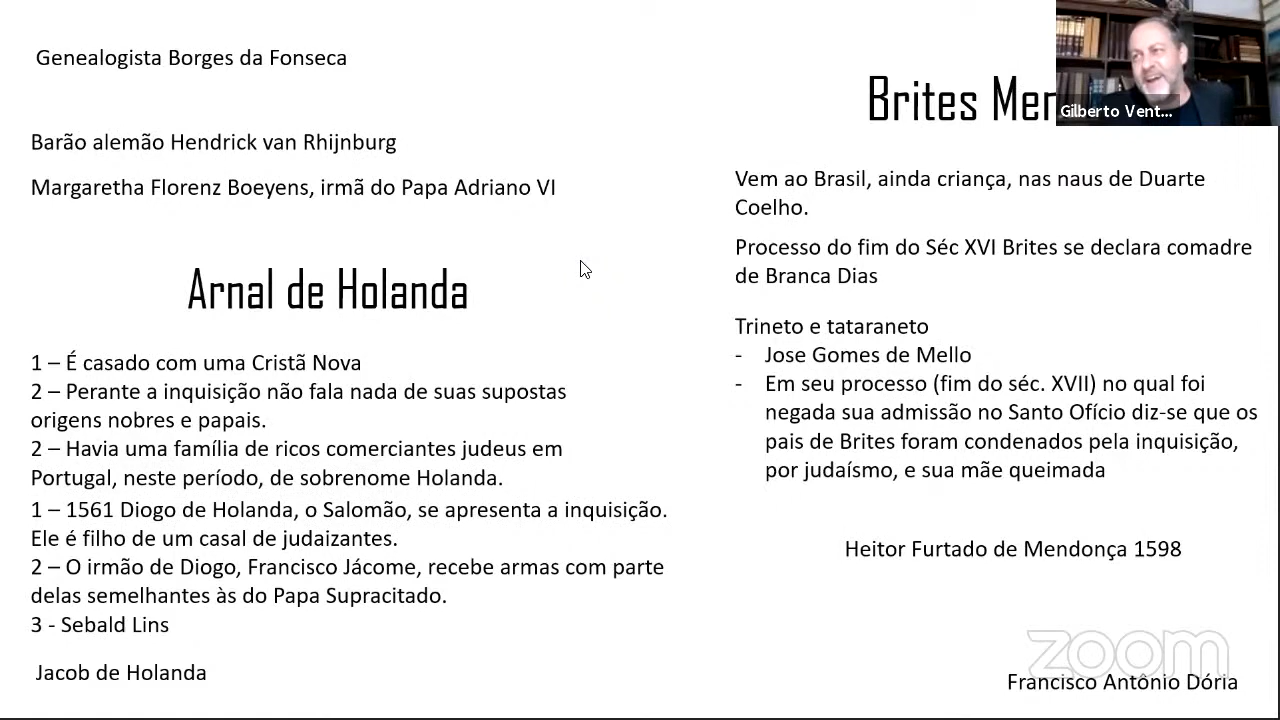 Genealogista Borges da Fonseca
Barão alemão Hendrick van Rhijnburg
Margaretha Florenz Boeyens, irmã do Papa Adriano VI
Arnal de Holanda
1 – É casado com uma Cristã Nova
2 – Perante a inquisição não fala nada de suas supostas
origens nobres e papais.
2 – Havia uma família de ricos comerciantes judeus em
Portugal, neste período, de sobrenome Holanda.
1 – 1561 Diogo de Holanda, o Salomão, se apresenta a inquisição.
Ele é filho de um casal de judaizantes.
2 – O irmão de Diogo, Francisco Jácome, recebe armas com parte
delas semelhantes às do Papa Supracitado.
3 - Sebald Lins
Jacob de Holanda
Brites
Gilberto Vent...
Vem ao Brasil, ainda criança, nas naus de Duarte
Coelho.
Processo do fim do Séc XVI Brites se declara comadre
de Branca Dias
Trineto e tataraneto
- Jose Gomes de Mello
- Em seu processo (fim do séc. XVII) no qual foi
negada sua admissão no Santo Ofício diz-se que os
pais de Brites foram condenados pela inquisição,
por judaísmo, e sua mãe queimada
Heitor Furtado de Mendonça 1598
zoom
Francisco Antônio Dória